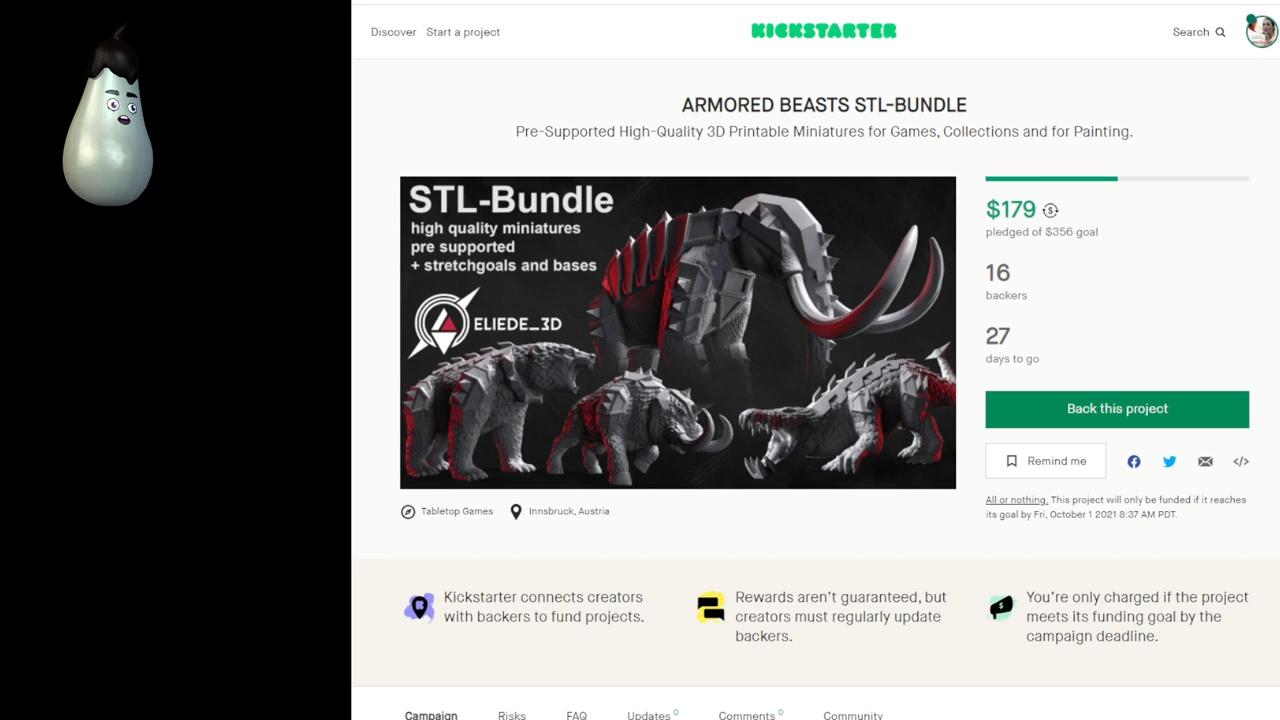 Discover Start a project
KICKSTARTER
Search
ARMORED BEASTS STL-BUNDLE
Pre-Supported High-Quality 3D Printable Miniatures for Games, Collections and for Painting.
STL-Bundle
high quality miniatures
pre supported
+ stretchgoals and bases
ELIEDE_3D
$179
pledged of $356 goal
16
backers
27
days to go
Back this project
Remind me
</>
All or nothing. This project will only be funded if it reaches
its goal by Fri, October 1 2021 8:37 AM PDT.
Tabletop Games Innsbruck, Austria
Kickstarter connects creators
with backers to fund projects.
Rewards aren't guaranteed, but
creators must regularly update
backers.
You're only charged if the project
meets its funding goal by the
campaign deadline.
Campaign Risks FAQ Updates 0 Comments 0 Community